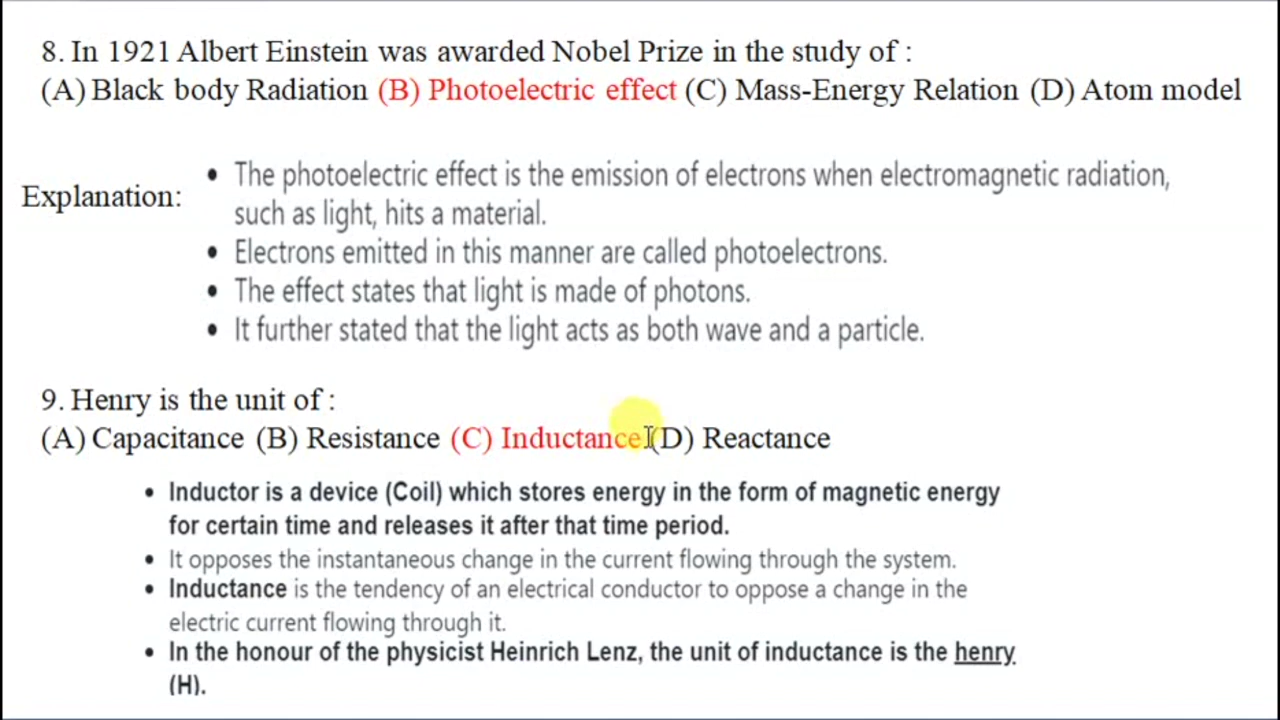 8. In 1921 Albert Einstein was awarded Nobel Prize in the study of :
(A) Black body Radiation (B) Photoelectric effect (C) Mass-Energy Relation (D) Atom model
Explanation:
• The photoelectric effect is the emission of electrons when electromagnetic radiation,
such as light, hits a material.
• Electrons emitted in this manner are called photoelectrons.
• The effect states that light is made of photons.
• It further stated that the light acts as both wave and a particle.
9. Henry is the unit of :
(A) Capacitance (B) Resistance (C) Inductance (D) Reactance
• Inductor is a device (Coil) which stores energy in the form of magnetic energy
for certain time and releases it after that time period.
• It opposes the instantaneous change in the current flowing through the system.
• Inductance is the tendency of an electrical conductor to oppose a change in the
electric current flowing through it.
• In the honour of the physicist Heinrich Lenz, the unit of inductance is the henry
(H).